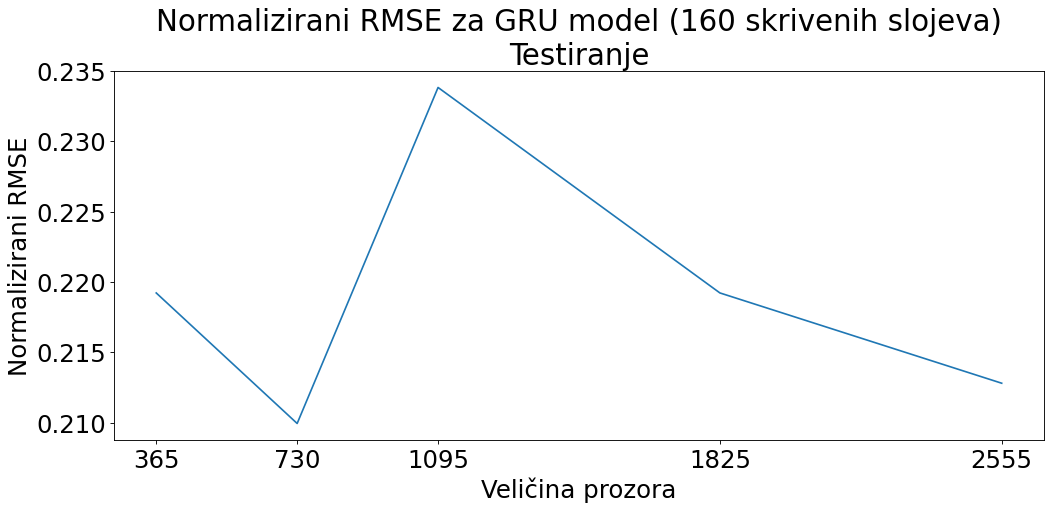 Normalizirani RMSE za GRU model (160 skrivenih slojeva)
Testiranje
0.235
0.230
0.225
0.220
0.215
0.210
Normalizirani RMSE
365 730 1095 1825 2555
Veličina prozora